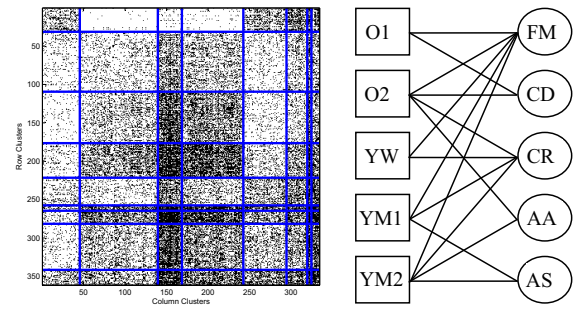 50
100
150
200
250
300
350
Row Clusters
50 100 150 200 250 300
Column Clusters
O1 FM
O2 CD
YW CR
YM1 AA
YM2 AS